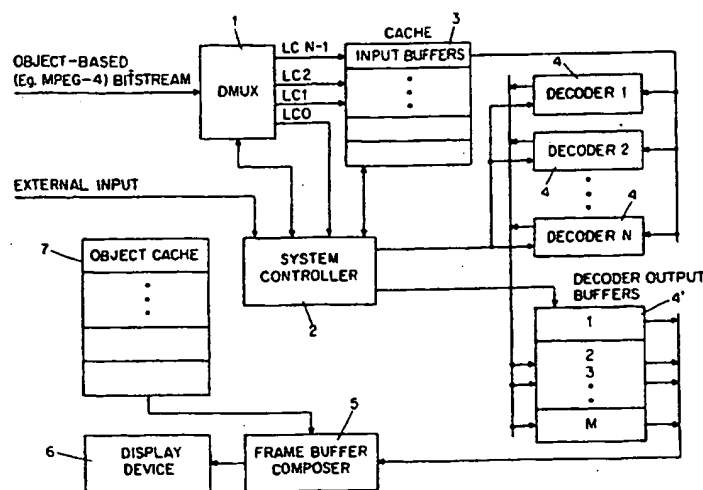 1
LC N-1
CACHE
3
INPUT BUFFERS
OBJECT-BASED
(Eg. MPEG-4) BITSTREAM
DMUX
LC2
LC1
LC0
4
DECODER 1
DECODER 2
4
4
DECODER N
EXTERNAL INPUT
7
OBJECT CACHE
SYSTEM
CONTROLLER
2
DECODER OUTPUT
BUFFERS
4'
1
2
3
M
5
6
DISPLAY
DEVICE
FRAME BUFFER
COMPOSER